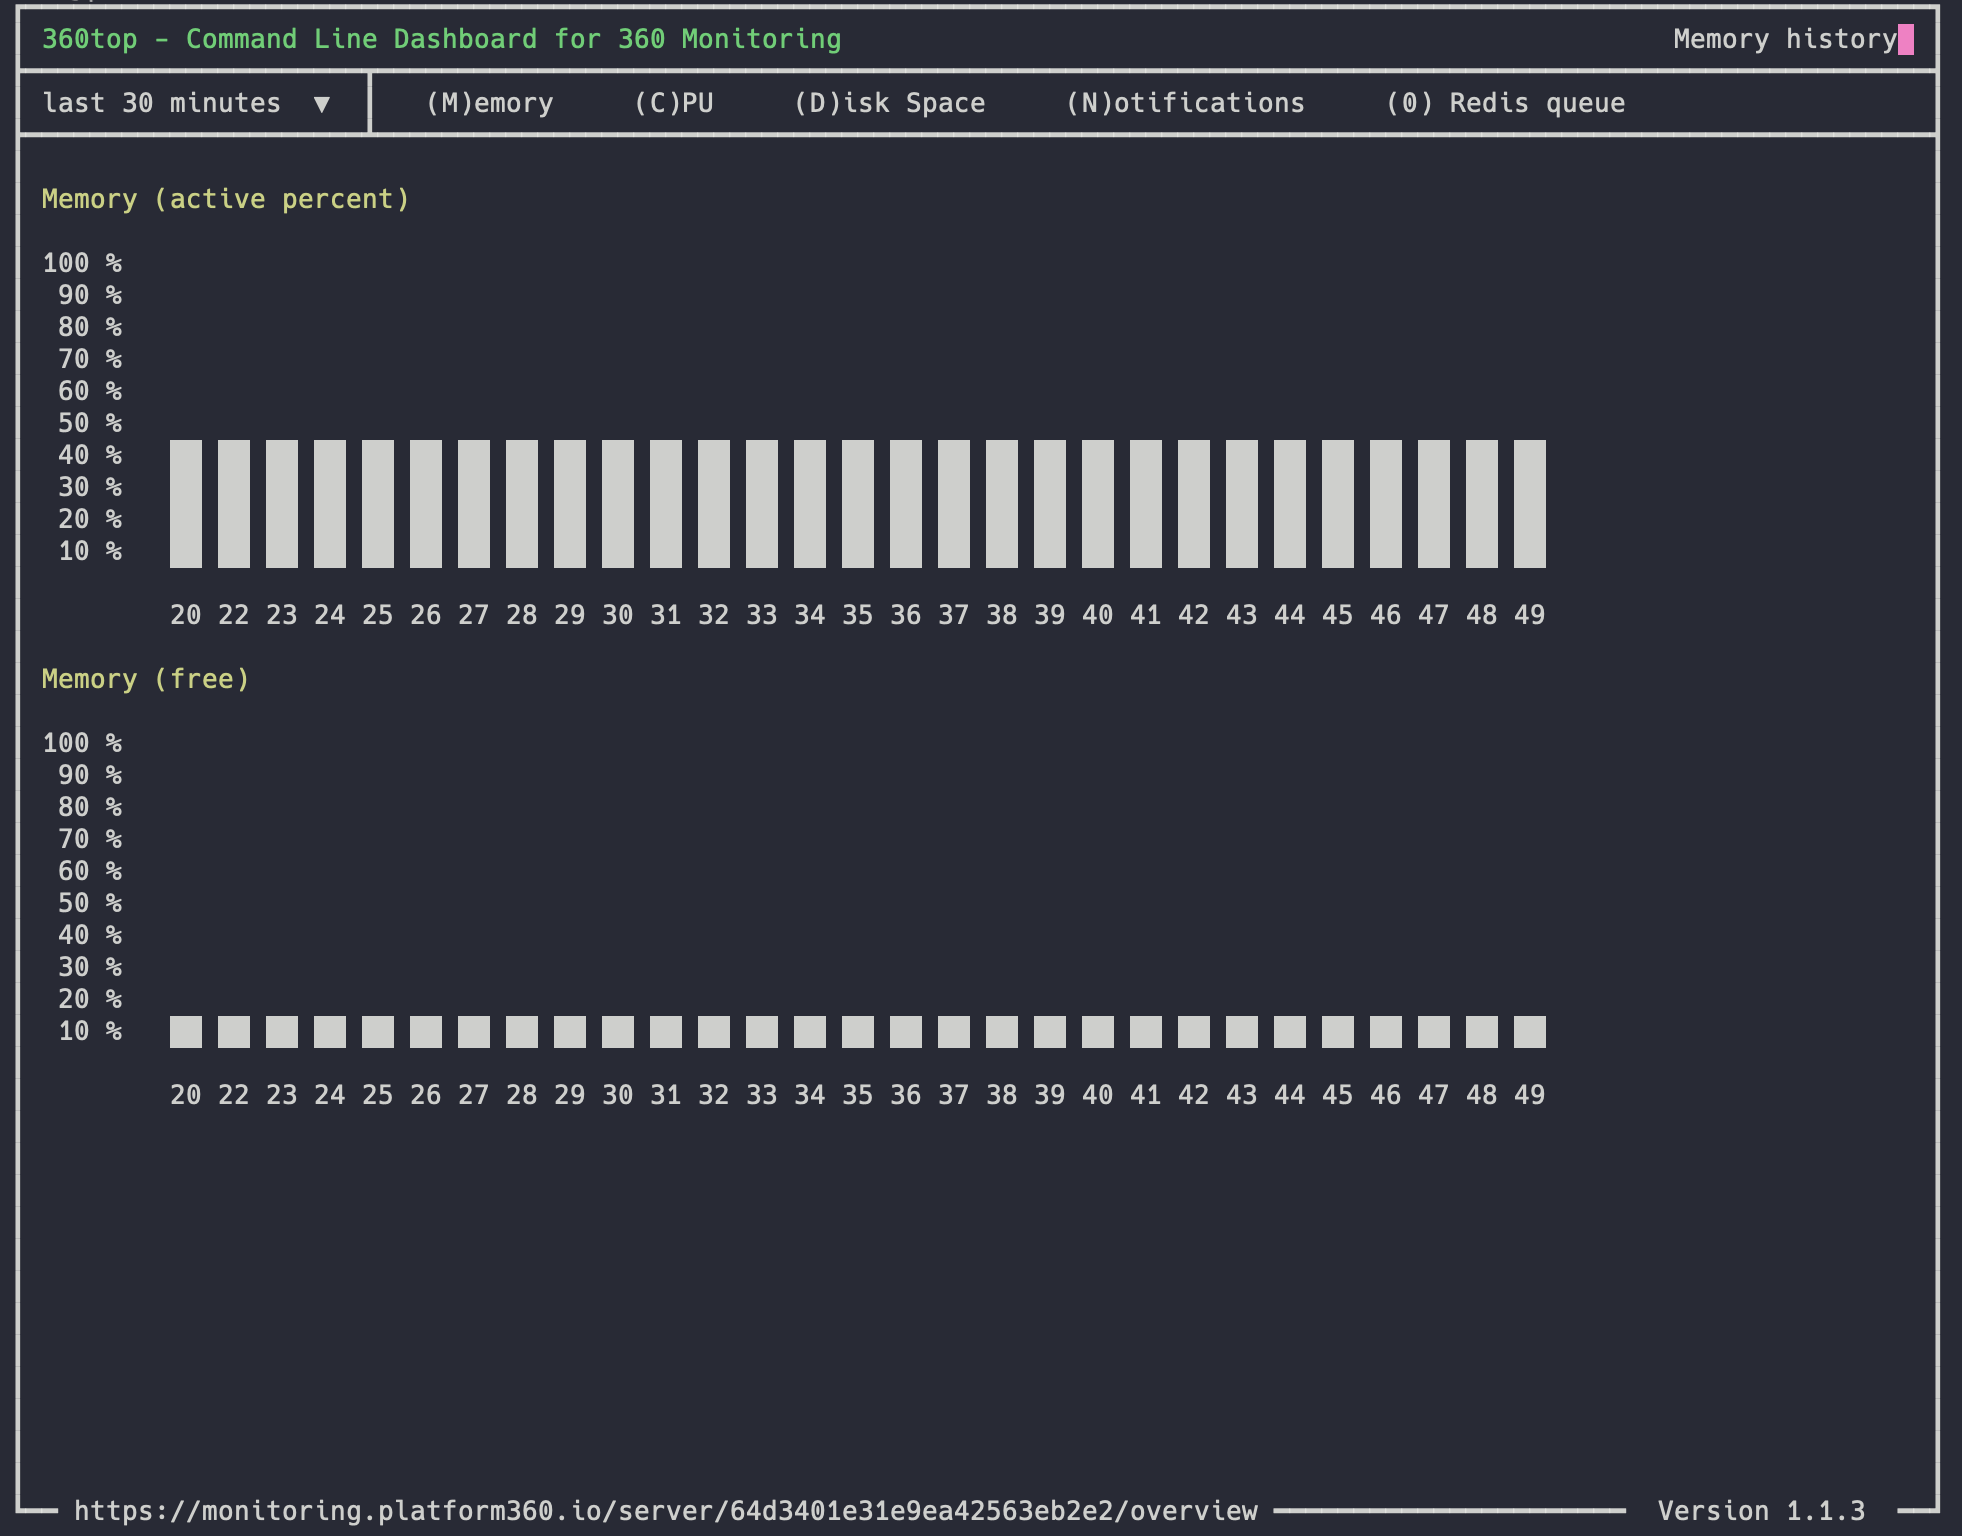 360top – Command Line Dashboard for 360 Monitoring Memory history
last 30 minutes ▼ (M)emory (C)PU (D)isk Space (N)otifications (0) Redis queue
Memory (active percent)
100 %
90 %
80 %
70 %
60 %
50 %
40 %
30 %
20 %
10 %
20 22 23 24 25 26 27 28 29 30 31 32 33 34 35 36 37 38 39 40 41 42 43 44 45 46 47 48 49
Memory (free)
100 %
90 %
80 %
70 %
60 %
50 %
40 %
30 %
20 %
10 %
20 22 23 24 25 26 27 28 29 30 31 32 33 34 35 36 37 38 39 40 41 42 43 44 45 46 47 48 49
https://monitoring.platform360.io/server/64d3401e31e9ea42563eb2e2/overview Version 1.1.3